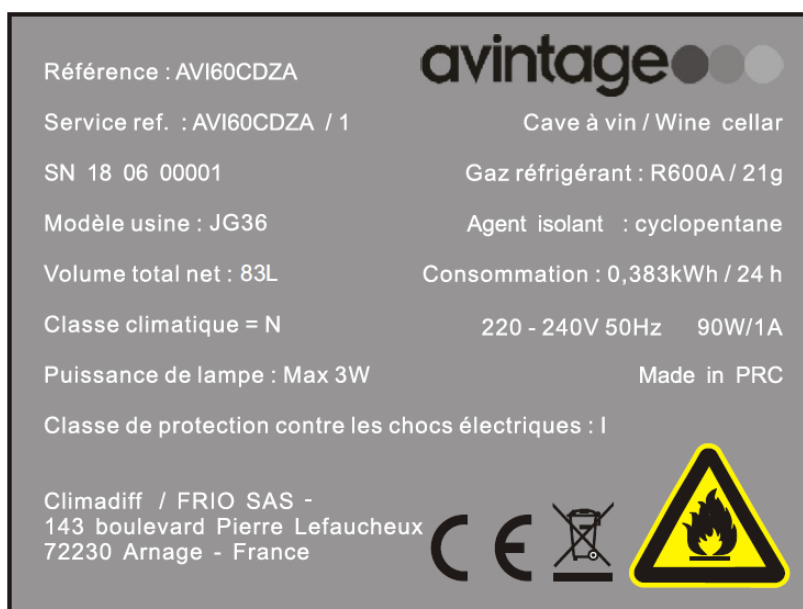 avintage
Référence : AVI60CDZA
Service ref. : AVI60CDZA / 1
Cave à vin / Wine cellar
SN 18 06 00001
Gaz réfrigérant : R600A / 21g
Modèle usine : JG36
Agent isolant : cyclopentane
Volume total net : 83L
Consommation : 0,383kWh / 24 h
Classe climatique = N
220 - 240V 50Hz 90W/1A
Puissance de lampe : Max 3W
Made in PRC
Classe de protection contre les chocs électriques : I
Climadiff / FRIO SAS -
143 boulevard Pierre Lefaucheux
72230 Arnage - France
CE